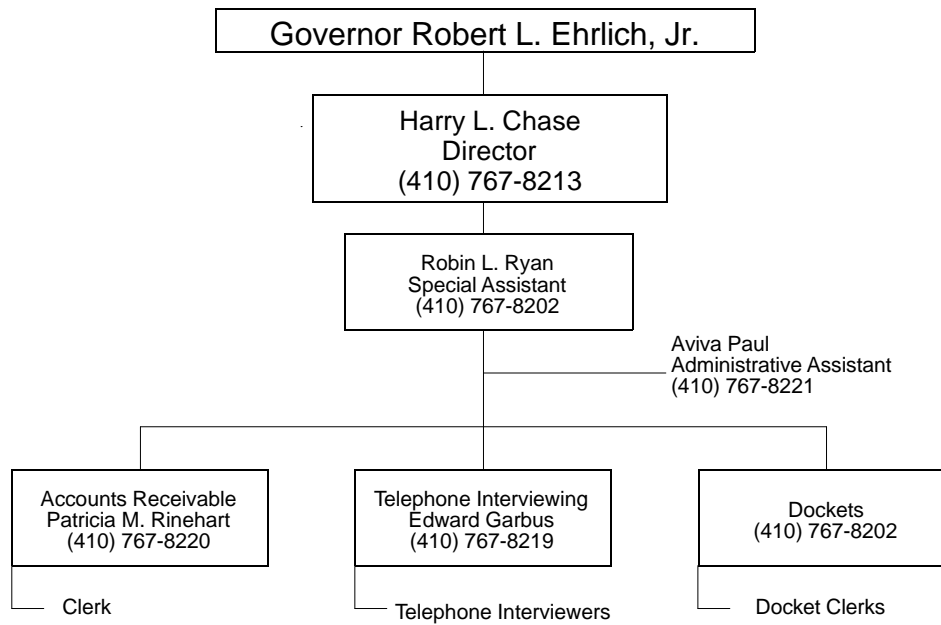 Governor Robert L. Ehrlich, Jr.
Harry L. Chase
Director
(410) 767-8213
Robin L. Ryan
Special Assistant
(410) 767-8202
Aviva Paul
Administrative Assistant
(410) 767-8221
Accounts Receivable
Patricia M. Rinehart
(410) 767-8220
Telephone Interviewing
Edward Garbus
(410) 767-8219
Dockets
(410) 767-8202
Clerk
Telephone Interviewers
Docket Clerks